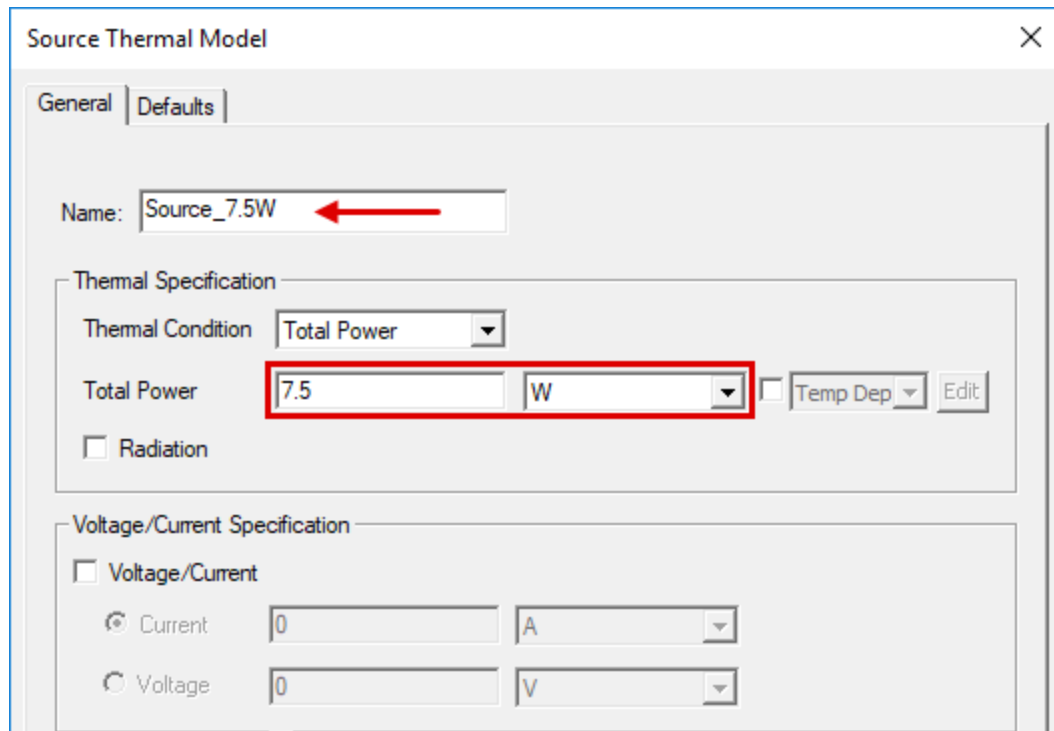 Source Thermal Model
General Defaults
Name: Source_7.5W
Thermal Specification
Thermal Condition Total Power
Total Power 7.5 W Temp Dep Edit
Radiation
Voltage/Current Specification
Voltage/Current
Current 0 A
Voltage 0 V